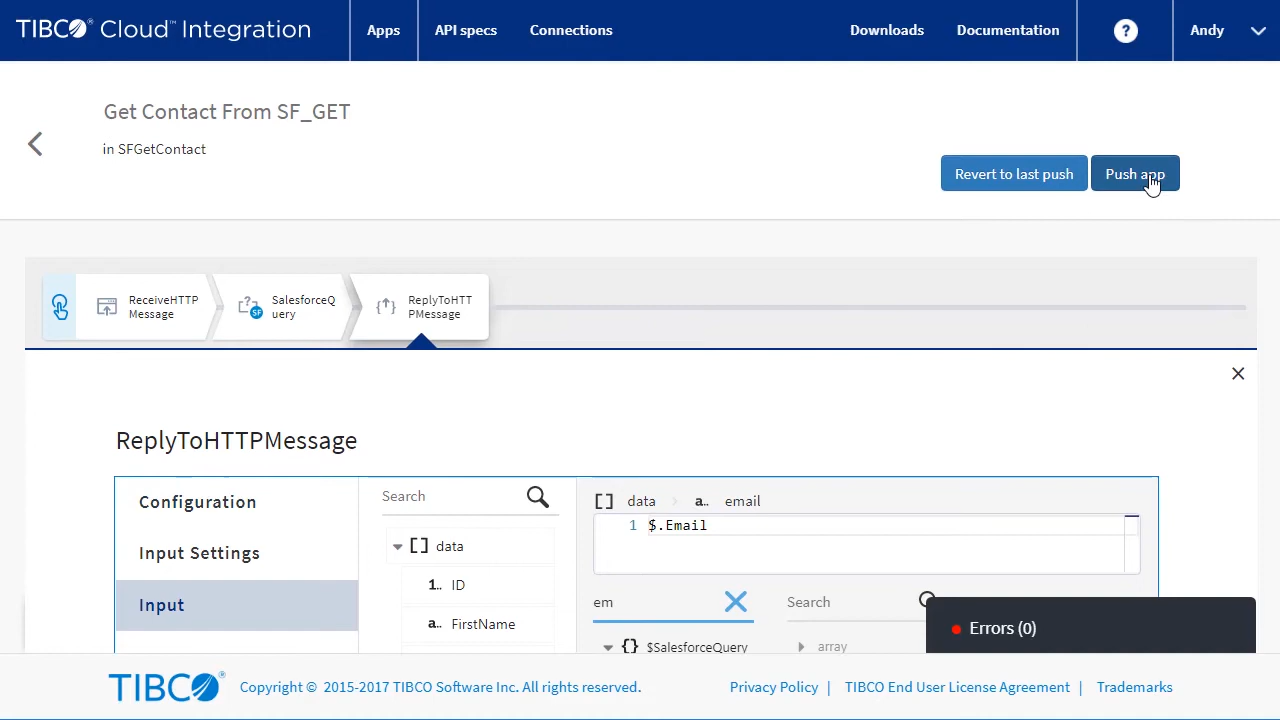 TIBCO® Cloud™ Integration
Apps
API specs
Connections
Downloads
Documentation
?
Andy
Get Contact From SF_GET
in SFGetContact
Revert to last push
Push app
ReceiveHTTP
Message
SalesforceQ
uery
SF
ReplyToHTT
PMessage
ReplyToHTTPMessage
Configuration
Input Settings
Input
Search
[] data
1.. ID
a.. FirstName
[] data a.. email
1 $.Email
em
Search
{} $SalesforceQuery
array
Errors (0)
TIBCO®
Copyright © 2015-2017 TIBCO Software Inc. All rights reserved.
Privacy Policy | TIBCO End User License Agreement | Trademarks